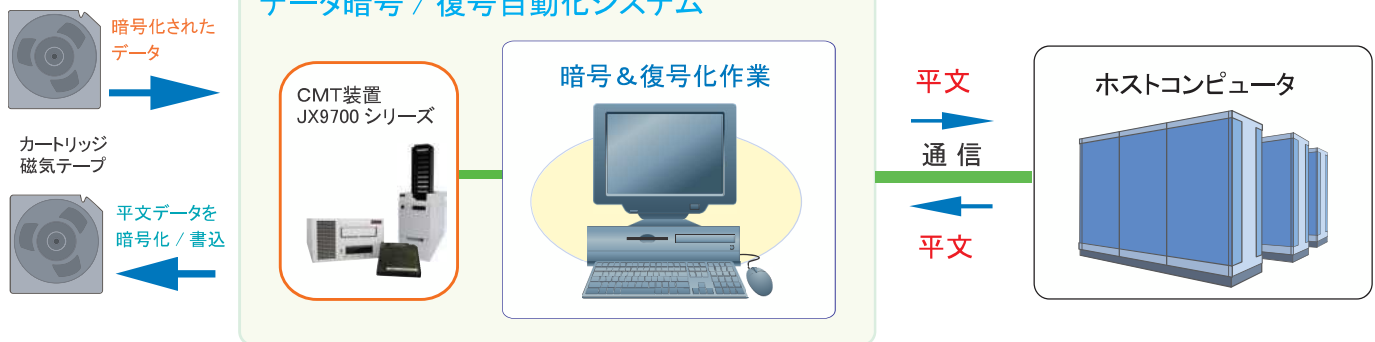 データ暗号 / 復号自動化システム
暗号化された
データ
カートリッジ
磁気テープ
平文データを
暗号化 / 書込
CMT装置
JX9700 シリーズ
暗号&復号化作業
平文
通 信
平文
ホストコンピュータ